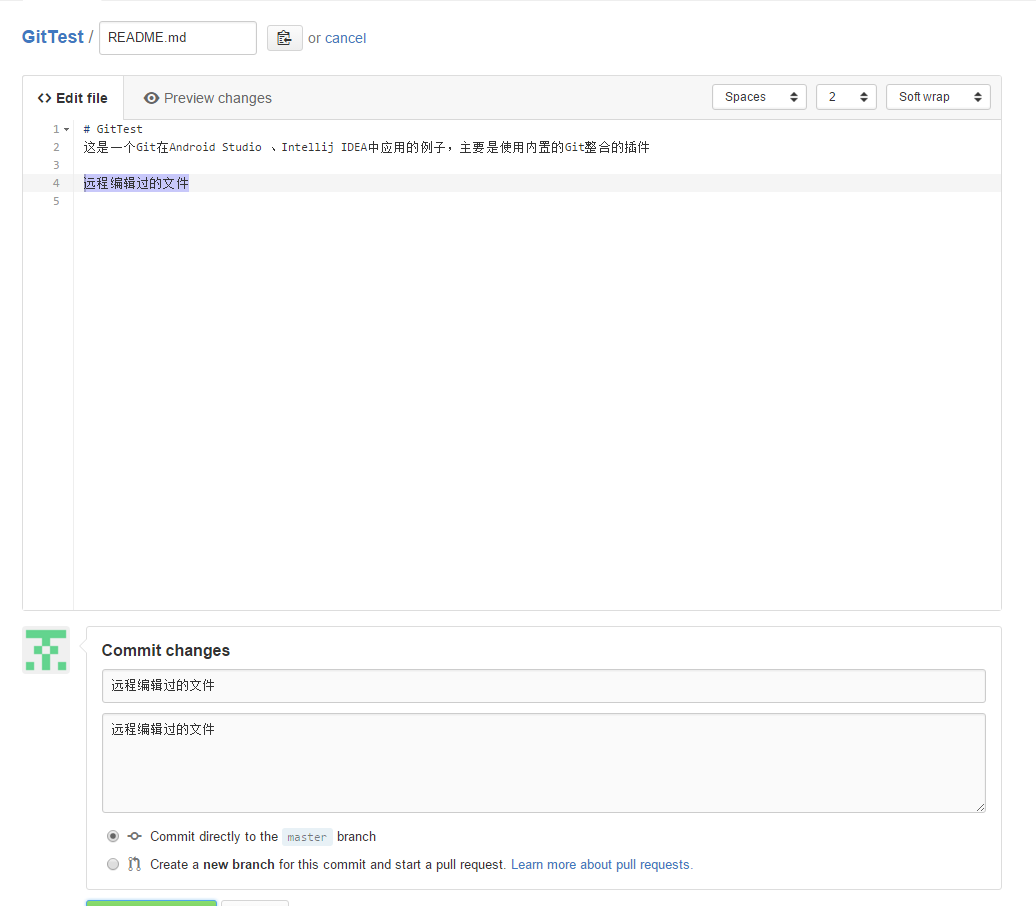 GitTest / README.md or cancel
<> Edit file Preview changes Spaces 2 Soft wrap
1 # GitTest
2 这是一个Git在Android Studio 、Intellij IDEA中应用的例子，主要是使用内置的Git整合的插件
3
4 远程编辑过的文件
5
Commit changes
远程编辑过的文件
远程编辑过的文件
Commit directly to the master branch
Create a new branch for this commit and start a pull request. Learn more about pull requests.